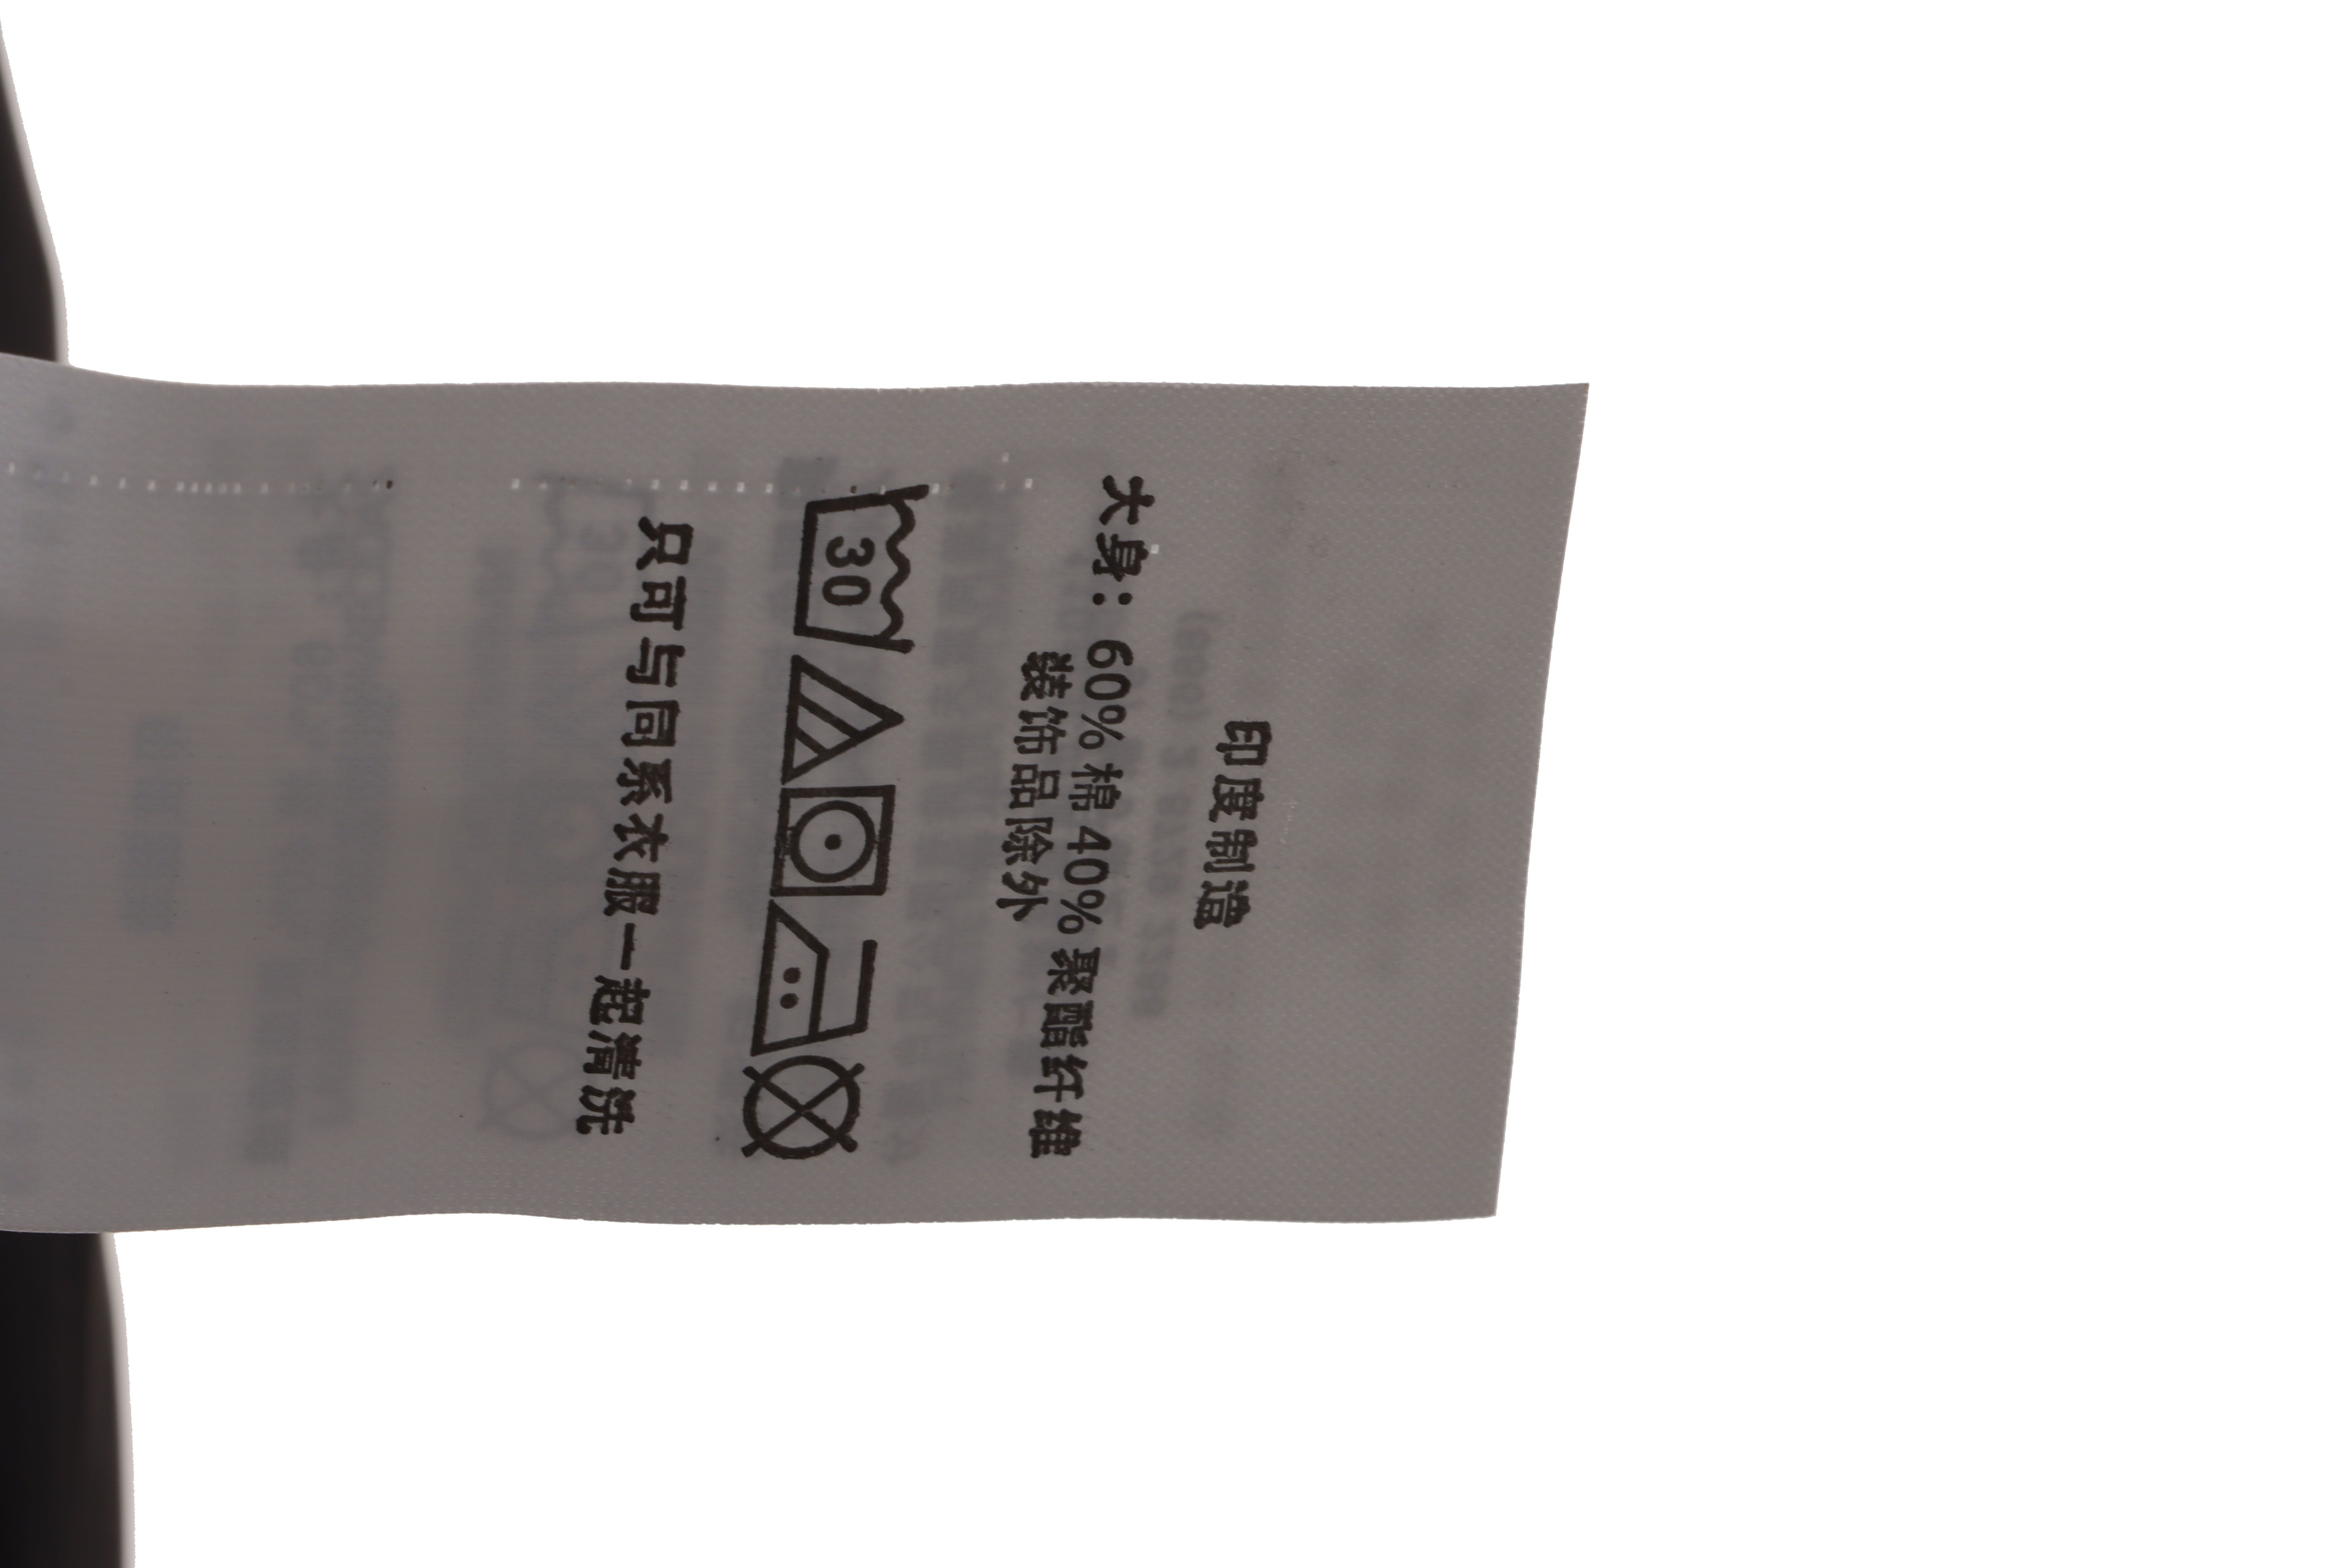 印度制造
大身: 60% 棉 40% 聚酯纤维
装饰品除外
30
只可与同系衣服一起清洗